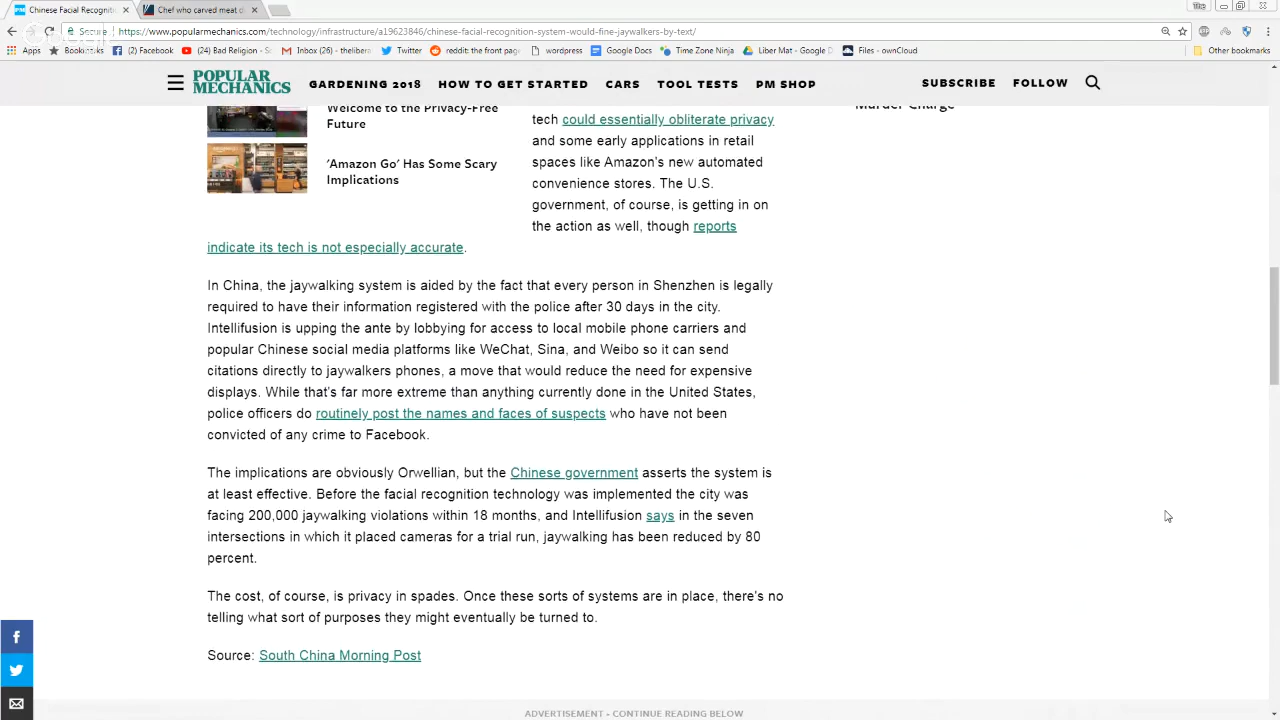 Chinese Facial Recogniti
Chef who carved meat d
Secure
https://www.popularmechanics.com/technology/infrastructure/a19623846/chinese-facial-recognition-system-would-fine-jaywalkers-by-text/
Apps
Bookmarks
(2) Facebook
(24) Bad Religion - S
Inbox (26) - thelibera
Twitter
reddit: the front page
wordpress
Google Docs
Time Zone Ninja
Liber Mat - Google D
Files - ownCloud
Other bookmarks
POPULAR
MECHANICS
GARDENING 2018 HOW TO GET STARTED CARS TOOL TESTS PM SHOP
SUBSCRIBE FOLLOW
Welcome to the Privacy-Free
Future
'Amazon Go' Has Some Scary
Implications
Murder Charge
tech could essentially obliterate privacy
and some early applications in retail
spaces like Amazon's new automated
convenience stores. The U.S.
government, of course, is getting in on
the action as well, though reports
indicate its tech is not especially accurate.
In China, the jaywalking system is aided by the fact that every person in Shenzhen is legally
required to have their information registered with the police after 30 days in the city.
Intellifusion is upping the ante by lobbying for access to local mobile phone carriers and
popular Chinese social media platforms like WeChat, Sina, and Weibo so it can send
citations directly to jaywalkers phones, a move that would reduce the need for expensive
displays. While that's far more extreme than anything currently done in the United States,
police officers do routinely post the names and faces of suspects who have not been
convicted of any crime to Facebook.
The implications are obviously Orwellian, but the Chinese government asserts the system is
at least effective. Before the facial recognition technology was implemented the city was
facing 200,000 jaywalking violations within 18 months, and Intellifusion says in the seven
intersections in which it placed cameras for a trial run, jaywalking has been reduced by 80
percent.
The cost, of course, is privacy in spades. Once these sorts of systems are in place, there's no
telling what sort of purposes they might eventually be turned to.
Source: South China Morning Post
ADVERTISEMENT - CONTINUE READING BELOW